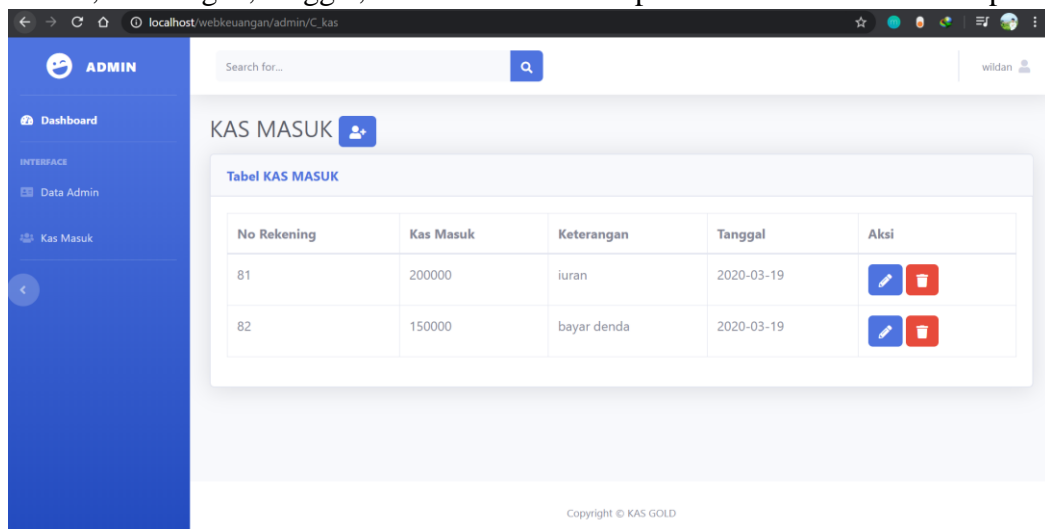 localhost/webkeuangan/admin/C_kas
ADMIN
Search for...
wildan
Dashboard
KAS MASUK
INTERFACE
Tabel KAS MASUK
Data Admin
Kas Masuk
No Rekening Kas Masuk Keterangan Tanggal Aksi
81 200000 iuran 2020-03-19
82 150000 bayar denda 2020-03-19
Copyright © KAS GOLD